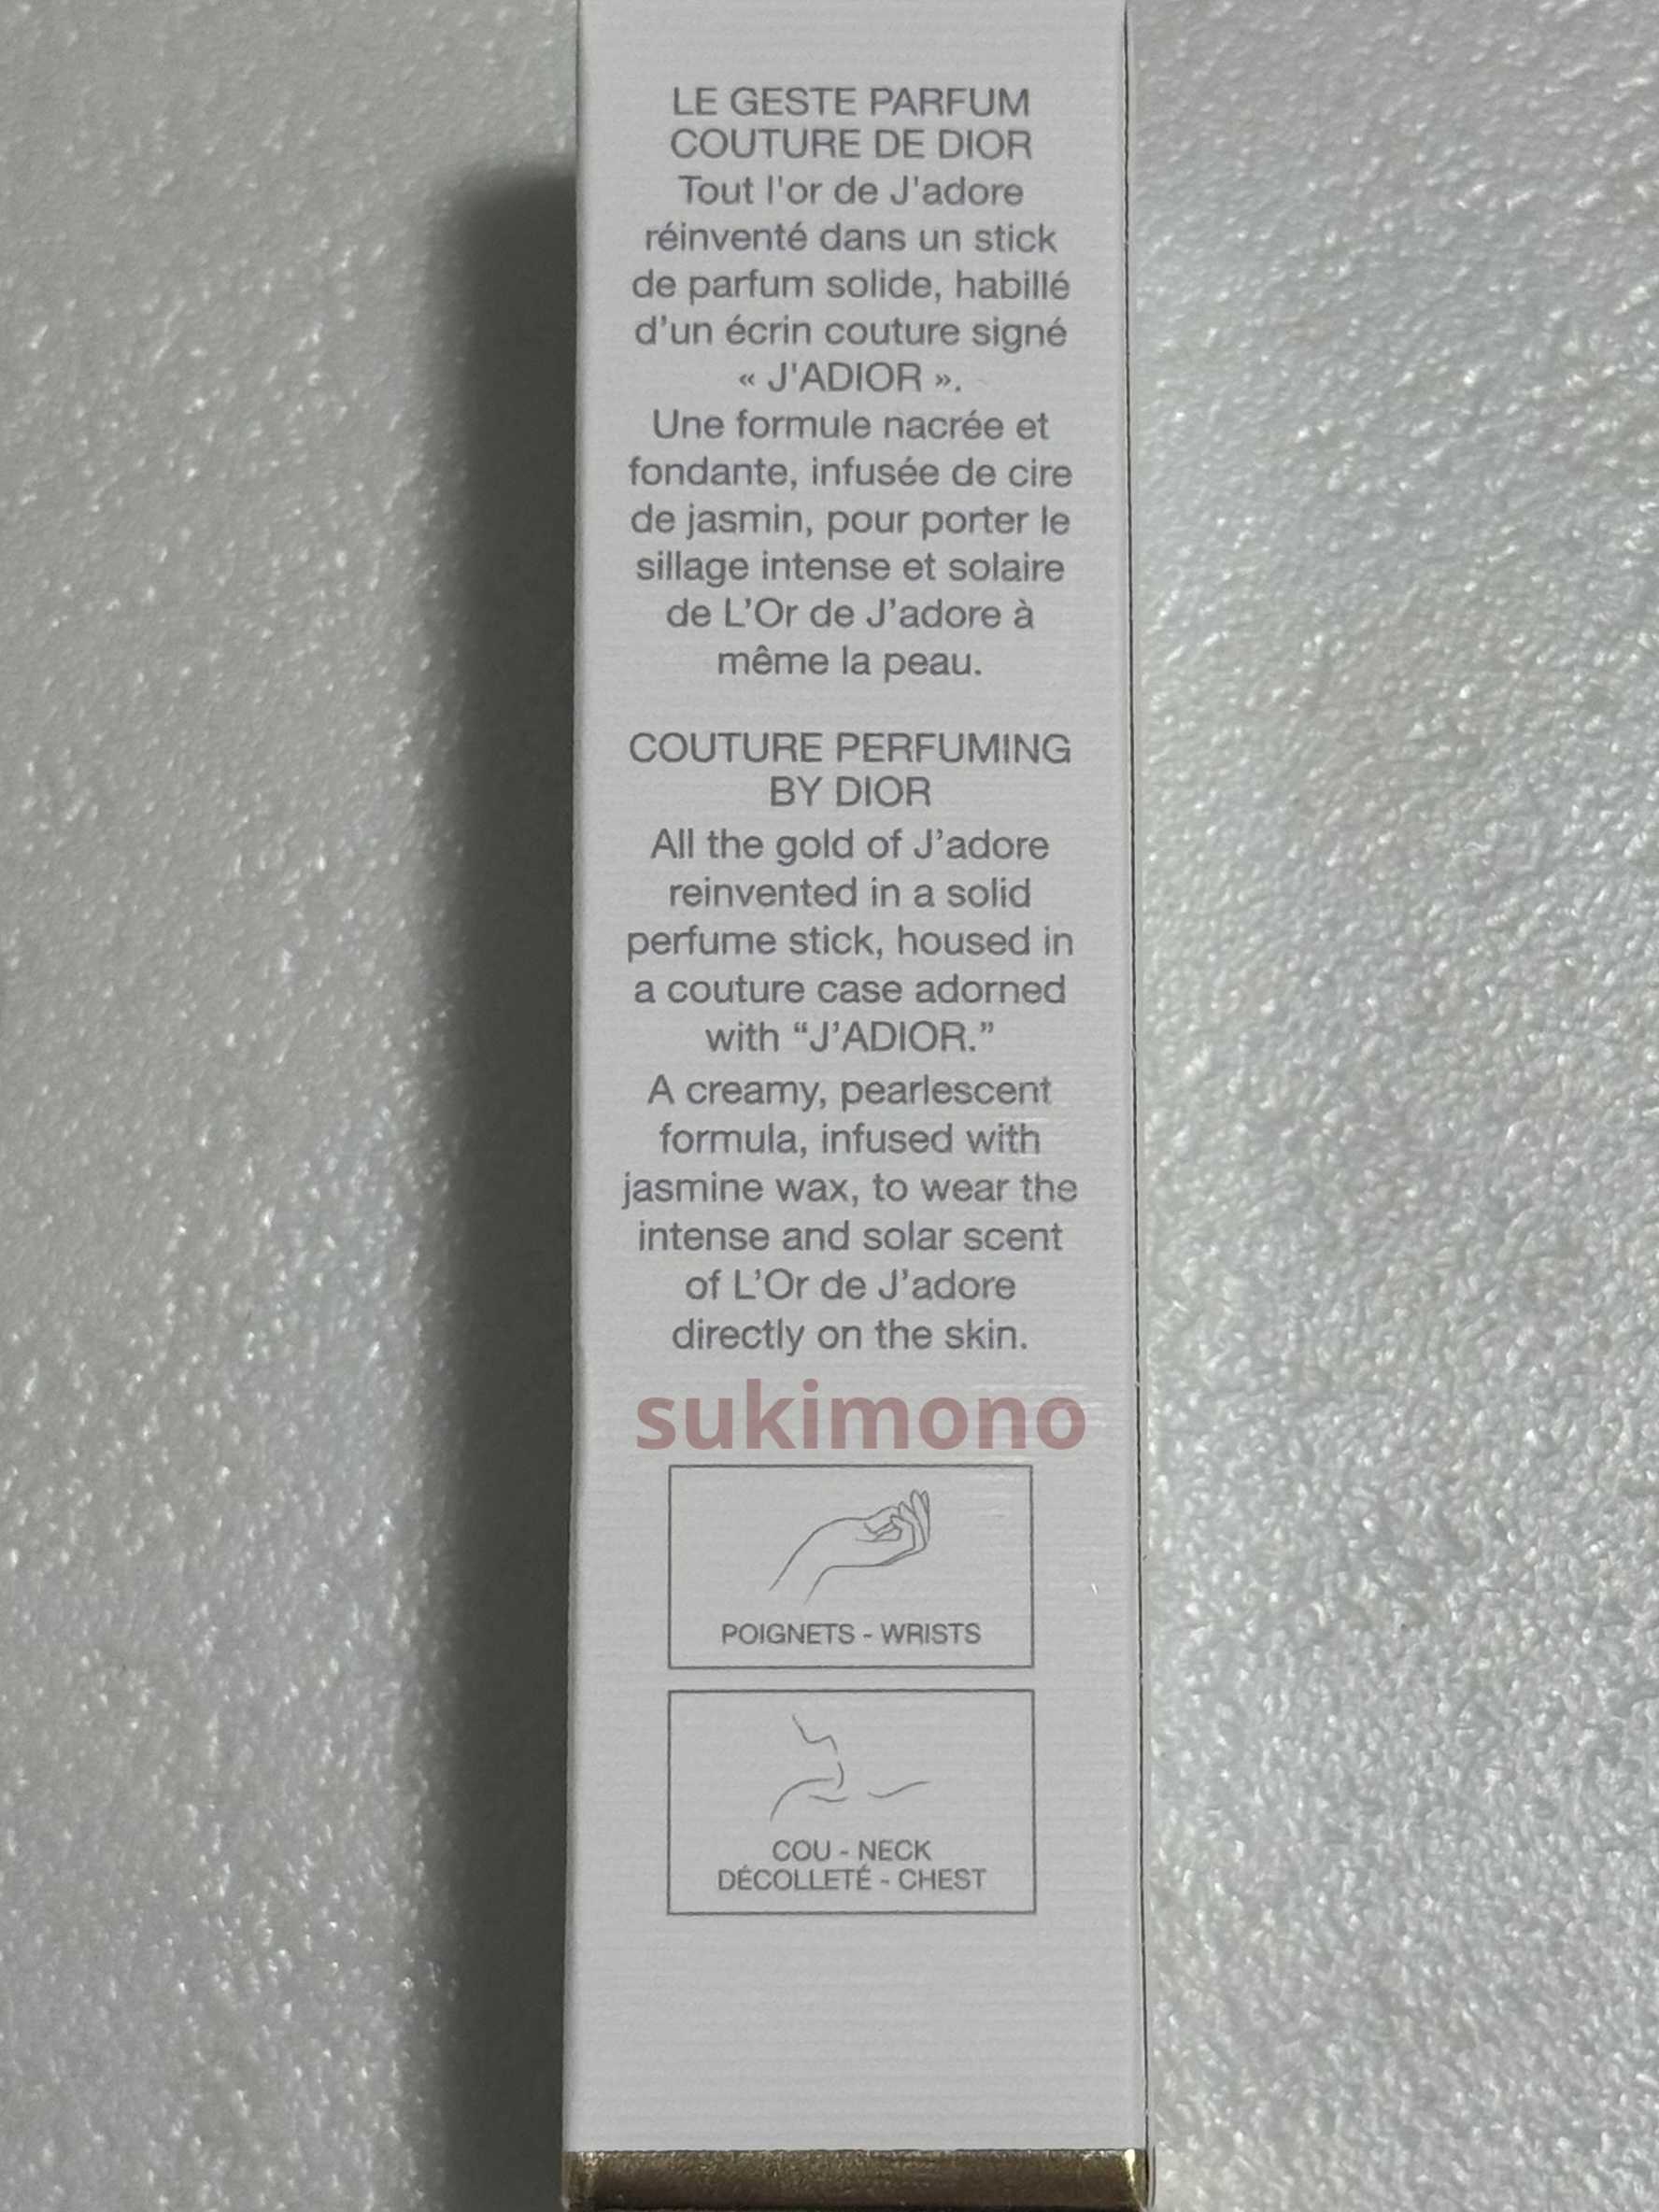 LE GESTE PARFUM
COUTURE DE DIOR
Tout l'or de J'adore
réinventé dans un stick
de parfum solide, habillé
d’un écrin couture signé
« J'ADIOR ».
Une formule nacrée et
fondante, infusée de cire
de jasmin, pour porter le
sillage intense et solaire
de L’Or de J’adore à
même la peau.
COUTURE PERFUMING
BY DIOR
All the gold of J’adore
reinvented in a solid
perfume stick, housed in
a couture case adorned
with “J’ADIOR.”
A creamy, pearlescent
formula, infused with
jasmine wax, to wear the
intense and solar scent
of L’Or de J’adore
directly on the skin.
sukimono
POIGNETS - WRISTS
COU - NECK
DÉCOLLETÉ - CHEST